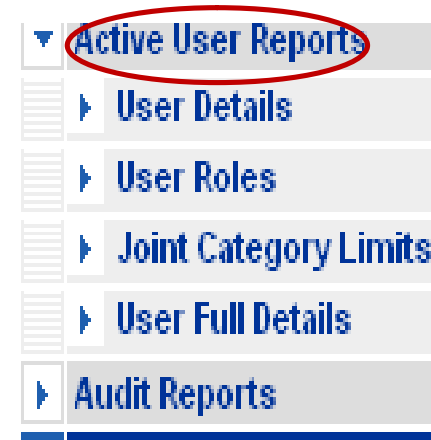 Active User Reports
User Details
User Roles
Joint Category Limits
User Full Details
Audit Reports